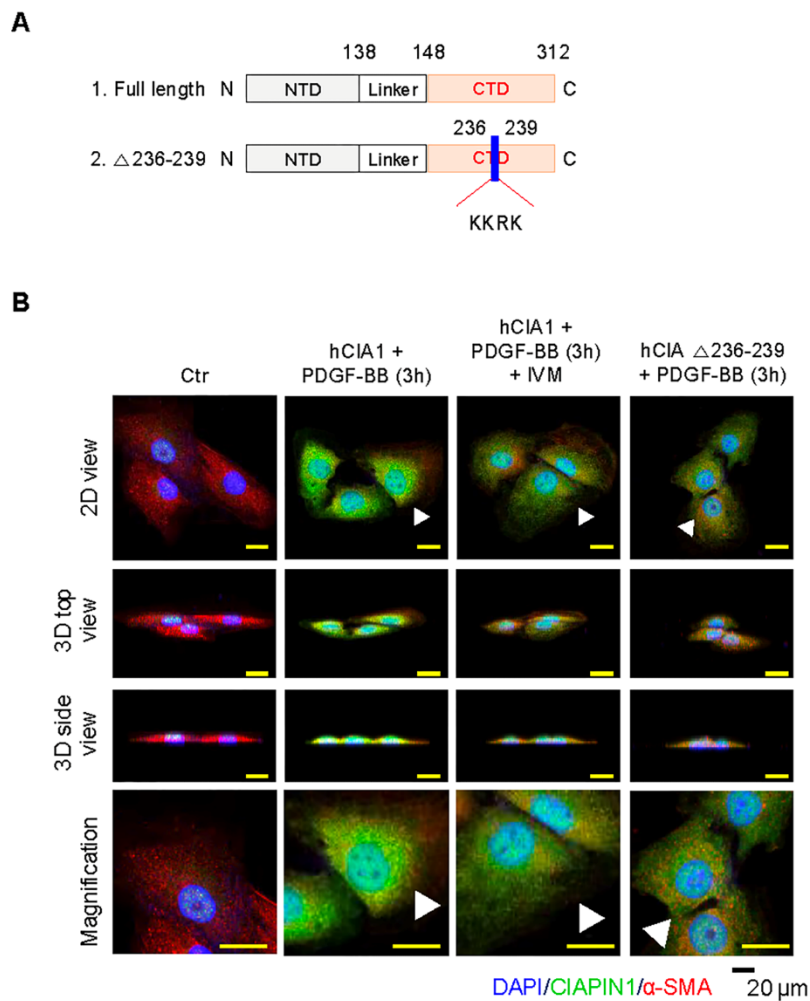 A
138 148 312
1. Full length N NTD Linker CTD C
236 239
2. △236-239 N NTD Linker CTD C
KKRK
B
Ctr
hCIA1 +
PDGF-BB (3h)
hCIA1 +
PDGF-BB (3h)
+ IVM
hCIA △236-239
+ PDGF-BB (3h)
2D view
3D top
view
3D side
view
Magnification
DAPI/CIAPIN1/α-SMA
20 µm